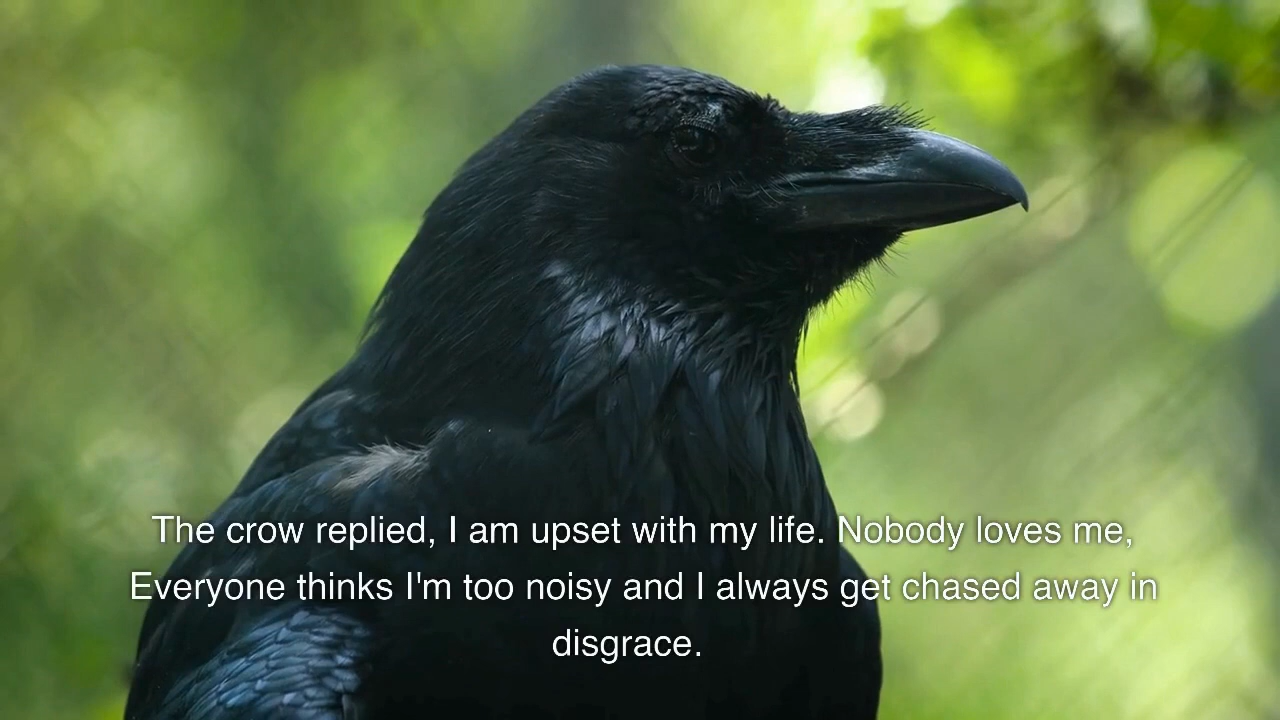 The crow replied, I am upset with my life. Nobody loves me,
Everyone thinks I'm too noisy and I always get chased away in
disgrace.